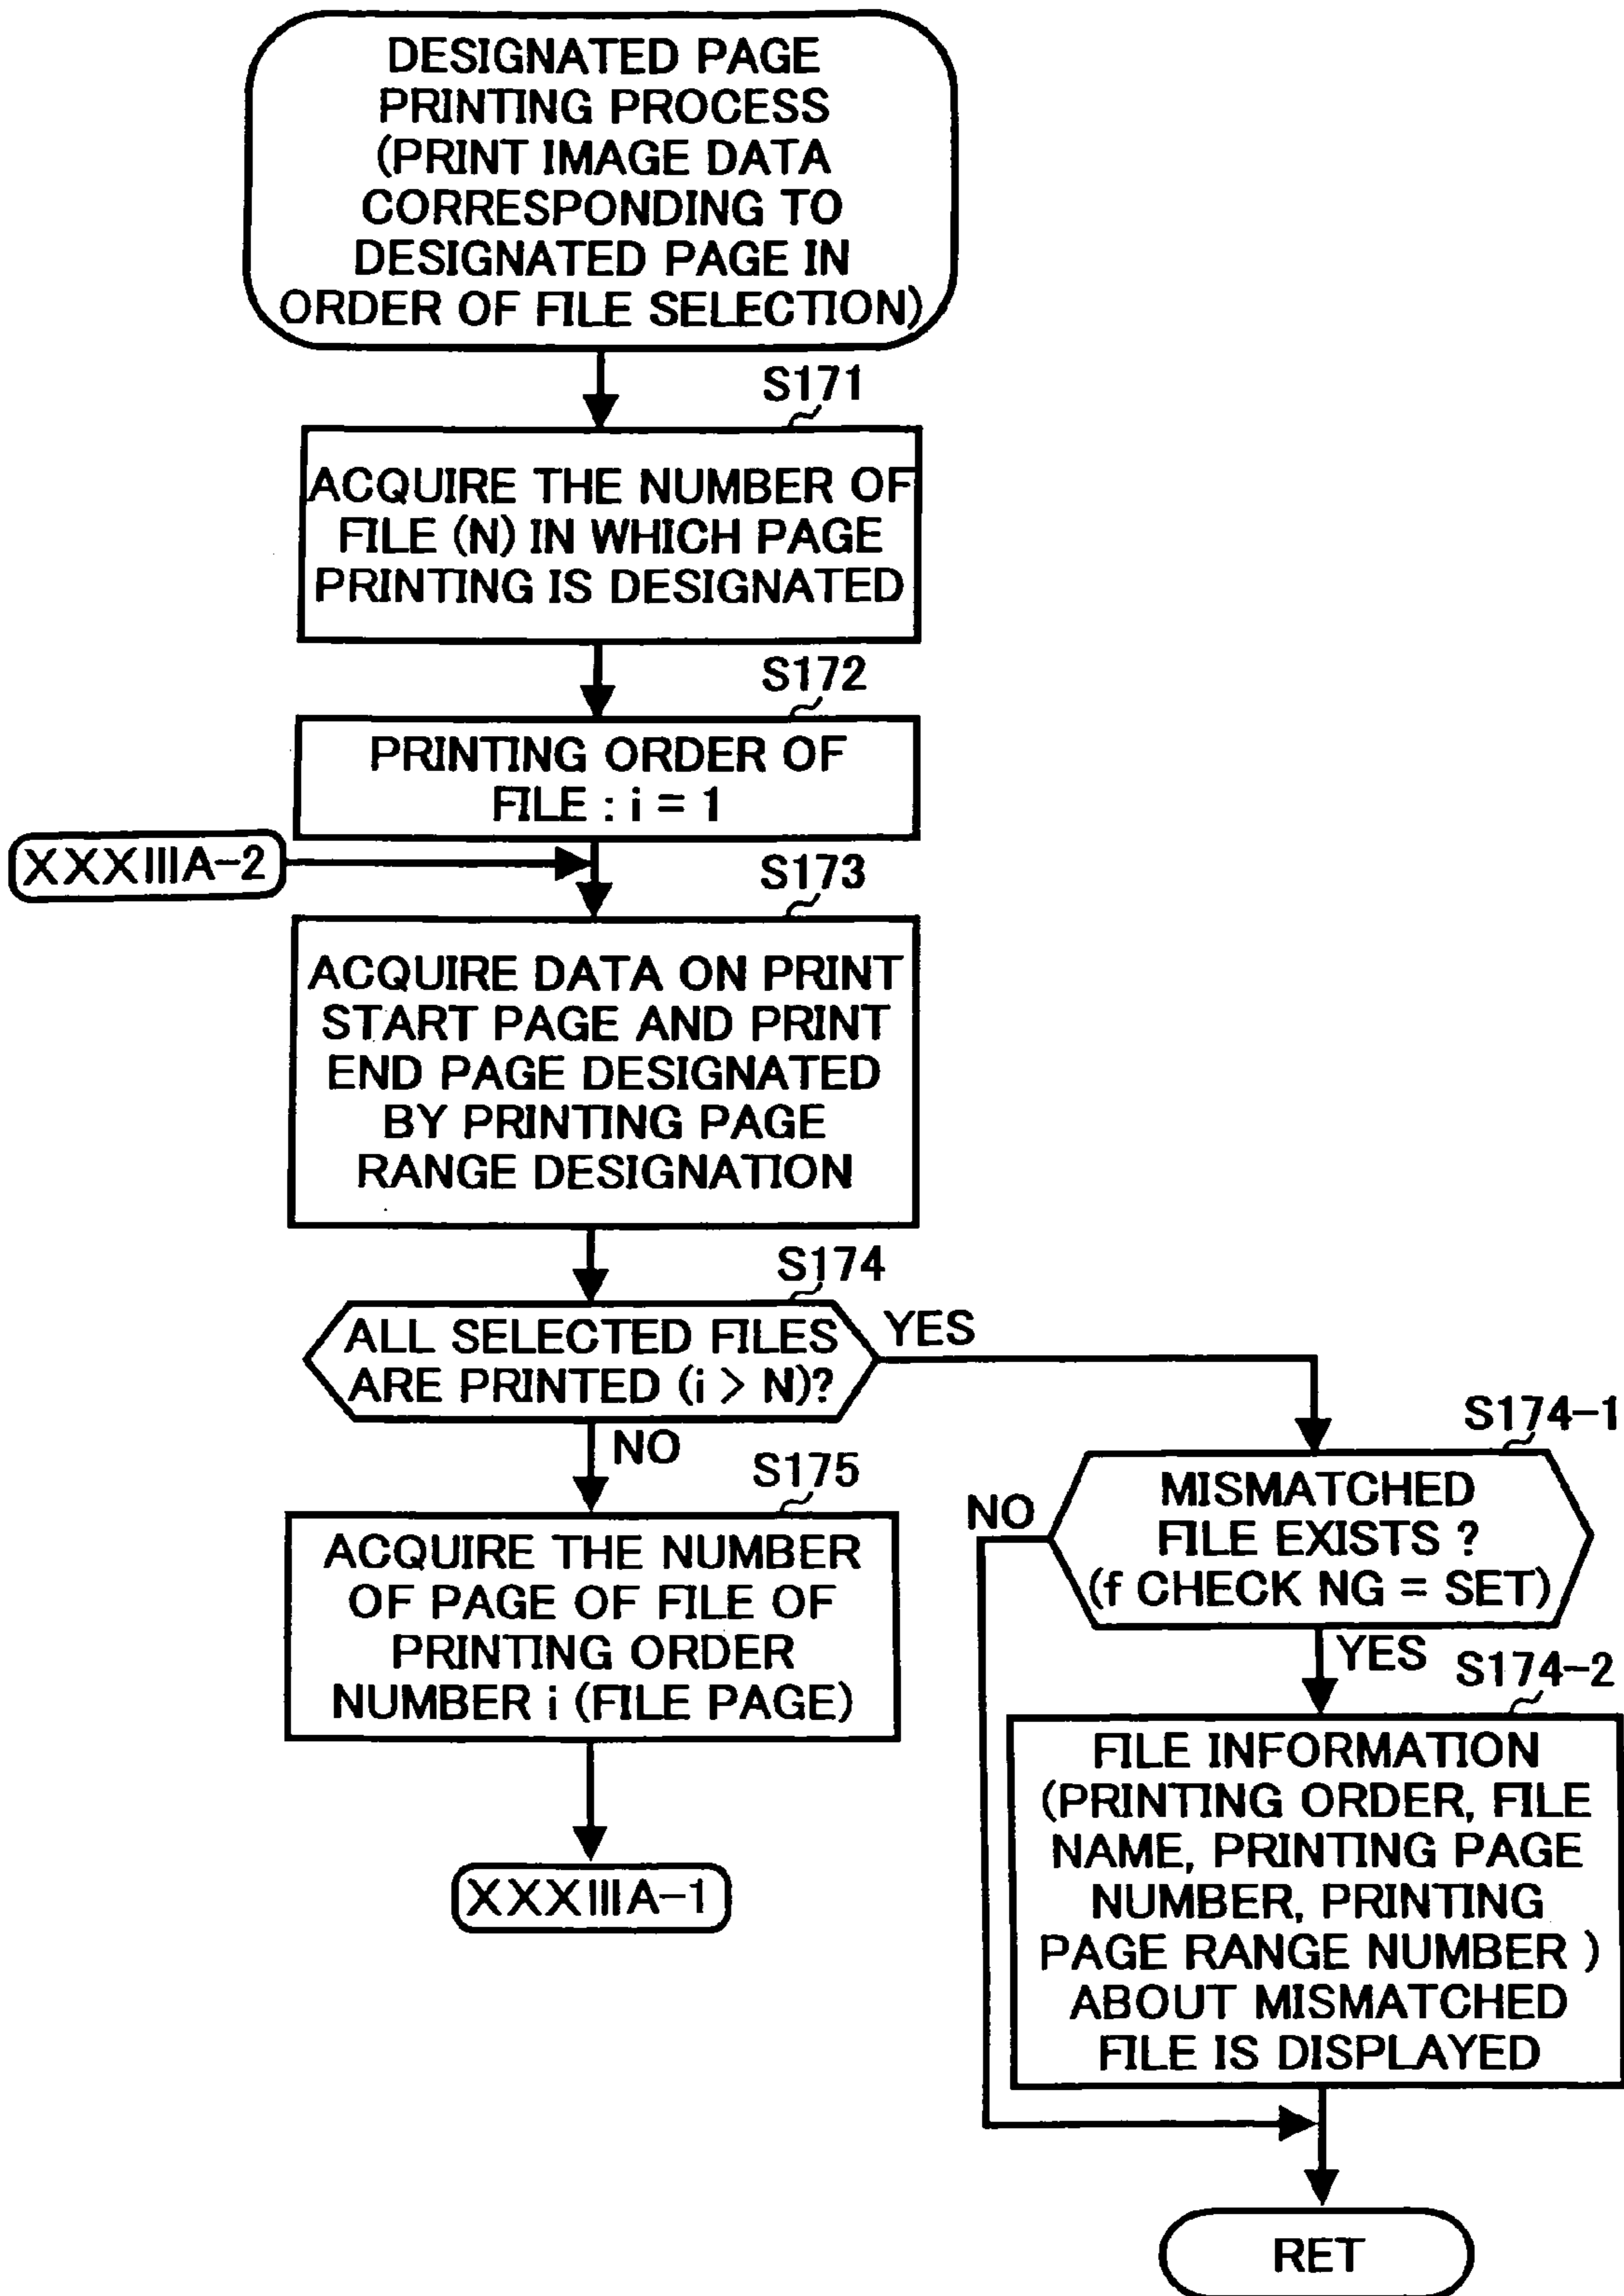 DESIGNATED PAGE
PRINTING PROCESS
(PRINT IMAGE DATA
CORRESPONDING TO
DESIGNATED PAGE IN
ORDER OF FILE SELECTION)
S171
ACQUIRE THE NUMBER OF
FILE (N) IN WHICH PAGE
PRINTING IS DESIGNATED
S172
PRINTING ORDER OF
FILE : i = 1
XXXIIIA-2
S173
ACQUIRE DATA ON PRINT
START PAGE AND PRINT
END PAGE DESIGNATED
BY PRINTING PAGE
RANGE DESIGNATION
S174
ALL SELECTED FILES
ARE PRINTED (i > N)?
YES
NO
S175
ACQUIRE THE NUMBER
OF PAGE OF FILE OF
PRINTING ORDER
NUMBER i (FILE PAGE)
XXXIIIA-1
S174-1
MISMATCHED
FILE EXISTS ?
(f CHECK NG = SET)
NO
YES
S174-2
FILE INFORMATION
(PRINTING ORDER, FILE
NAME, PRINTING PAGE
NUMBER, PRINTING
PAGE RANGE NUMBER )
ABOUT MISMATCHED
FILE IS DISPLAYED
RET